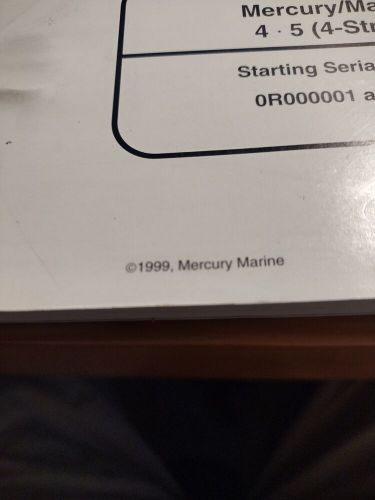 Mercury/Ma
4 · 5 (4-Str
Starting Seria
0R000001 a
©1999, Mercury Marine